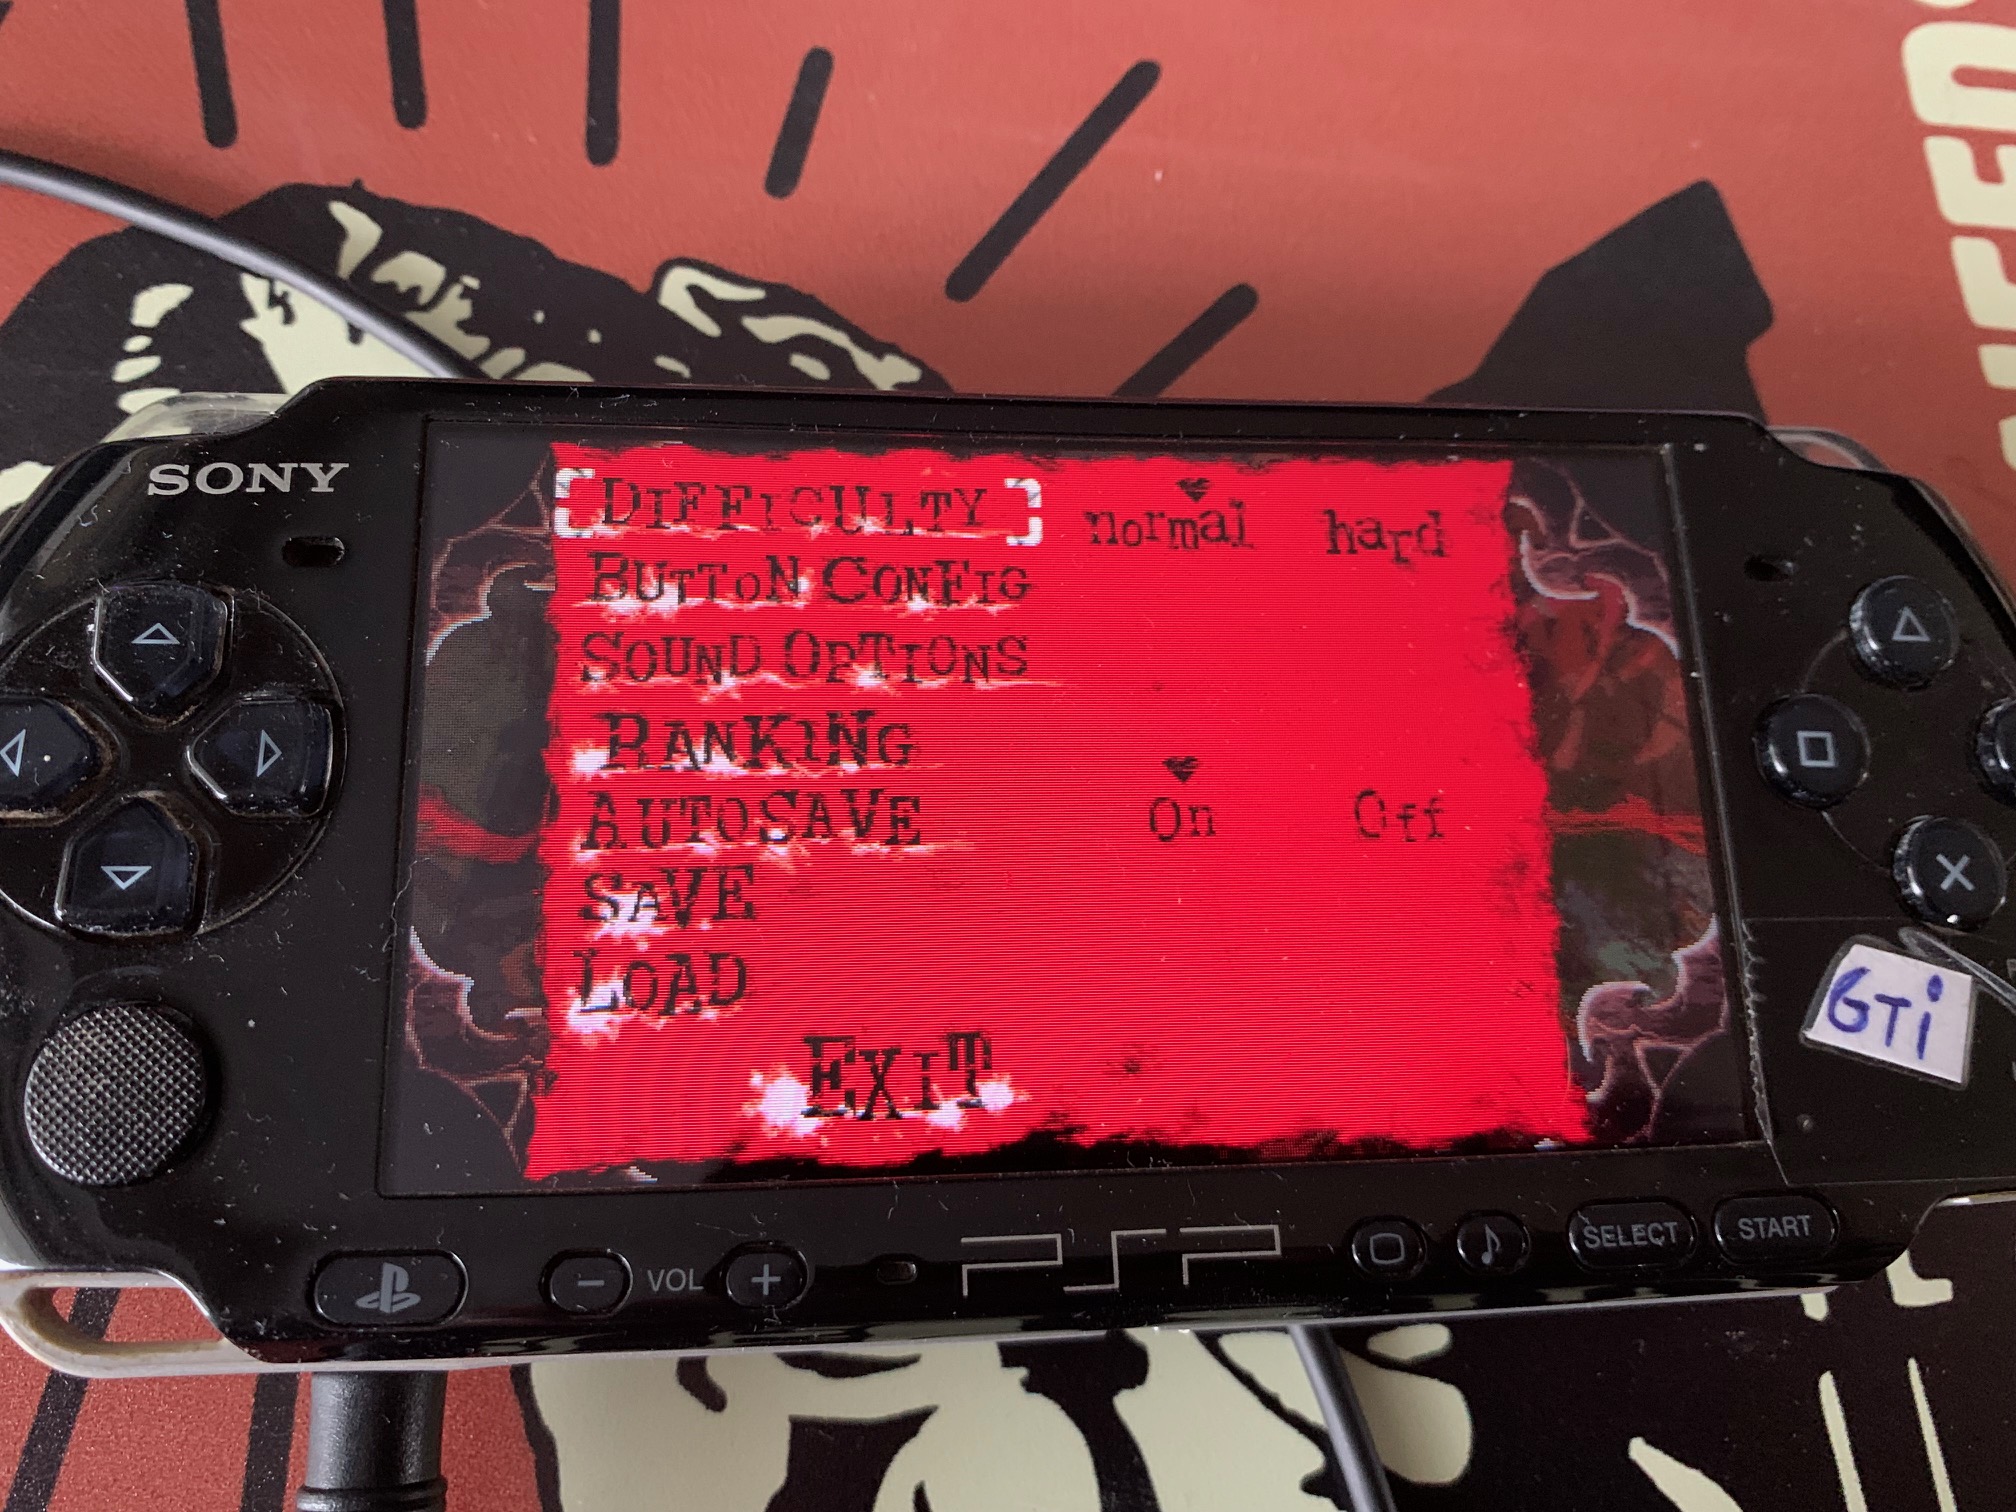 SONY
DIFFICULTY normal hard
BUTTON CONFIG
SOUND OPTIONS
RANKING
AUTOSAVE On Off
SAVE
LOAD
EXIT
GTi
VOL
PSP
SELECT
START